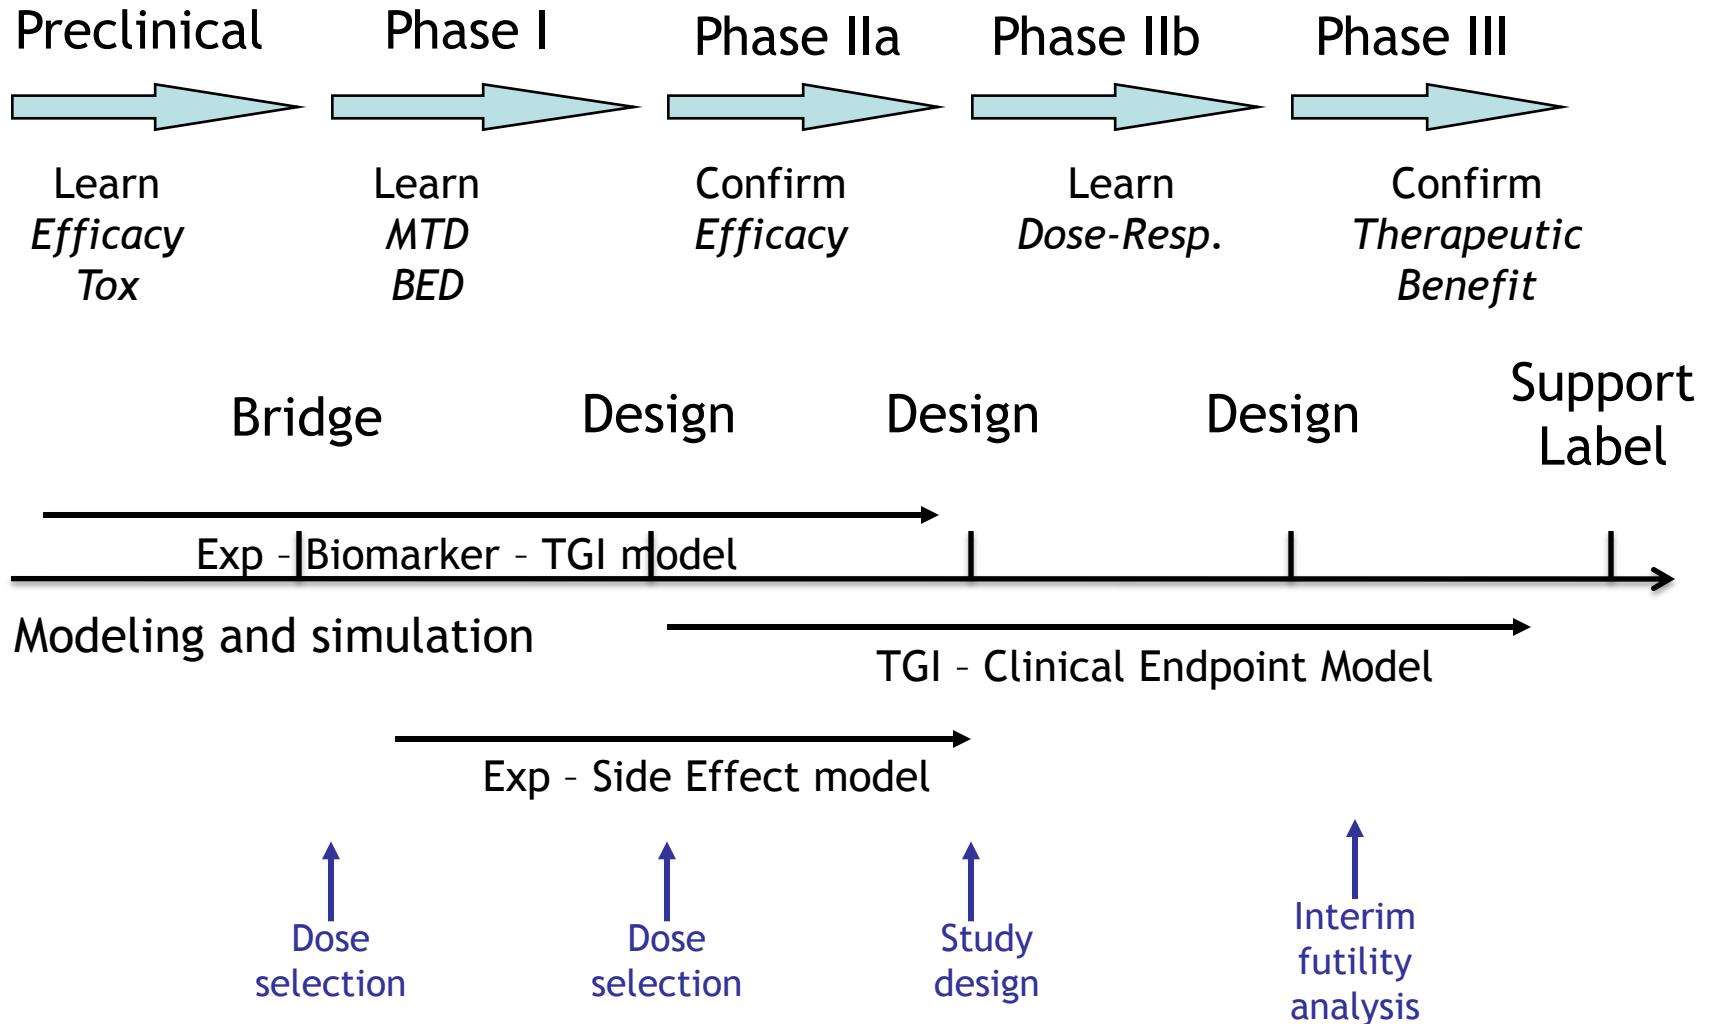 Preclinical
Phase I
Phase IIa
Phase IIb
Phase III
Learn
Efficacy
Tox
Learn
MTD
BED
Confirm
Efficacy
Learn
Dose-Resp.
Confirm
Therapeutic
Benefit
Bridge
Design
Design
Design
Support
Label
Exp – Biomarker – TGI model
Modeling and simulation
TGI – Clinical Endpoint Model
Exp – Side Effect model
Dose
selection
Dose
selection
Study
design
Interim
futility
analysis